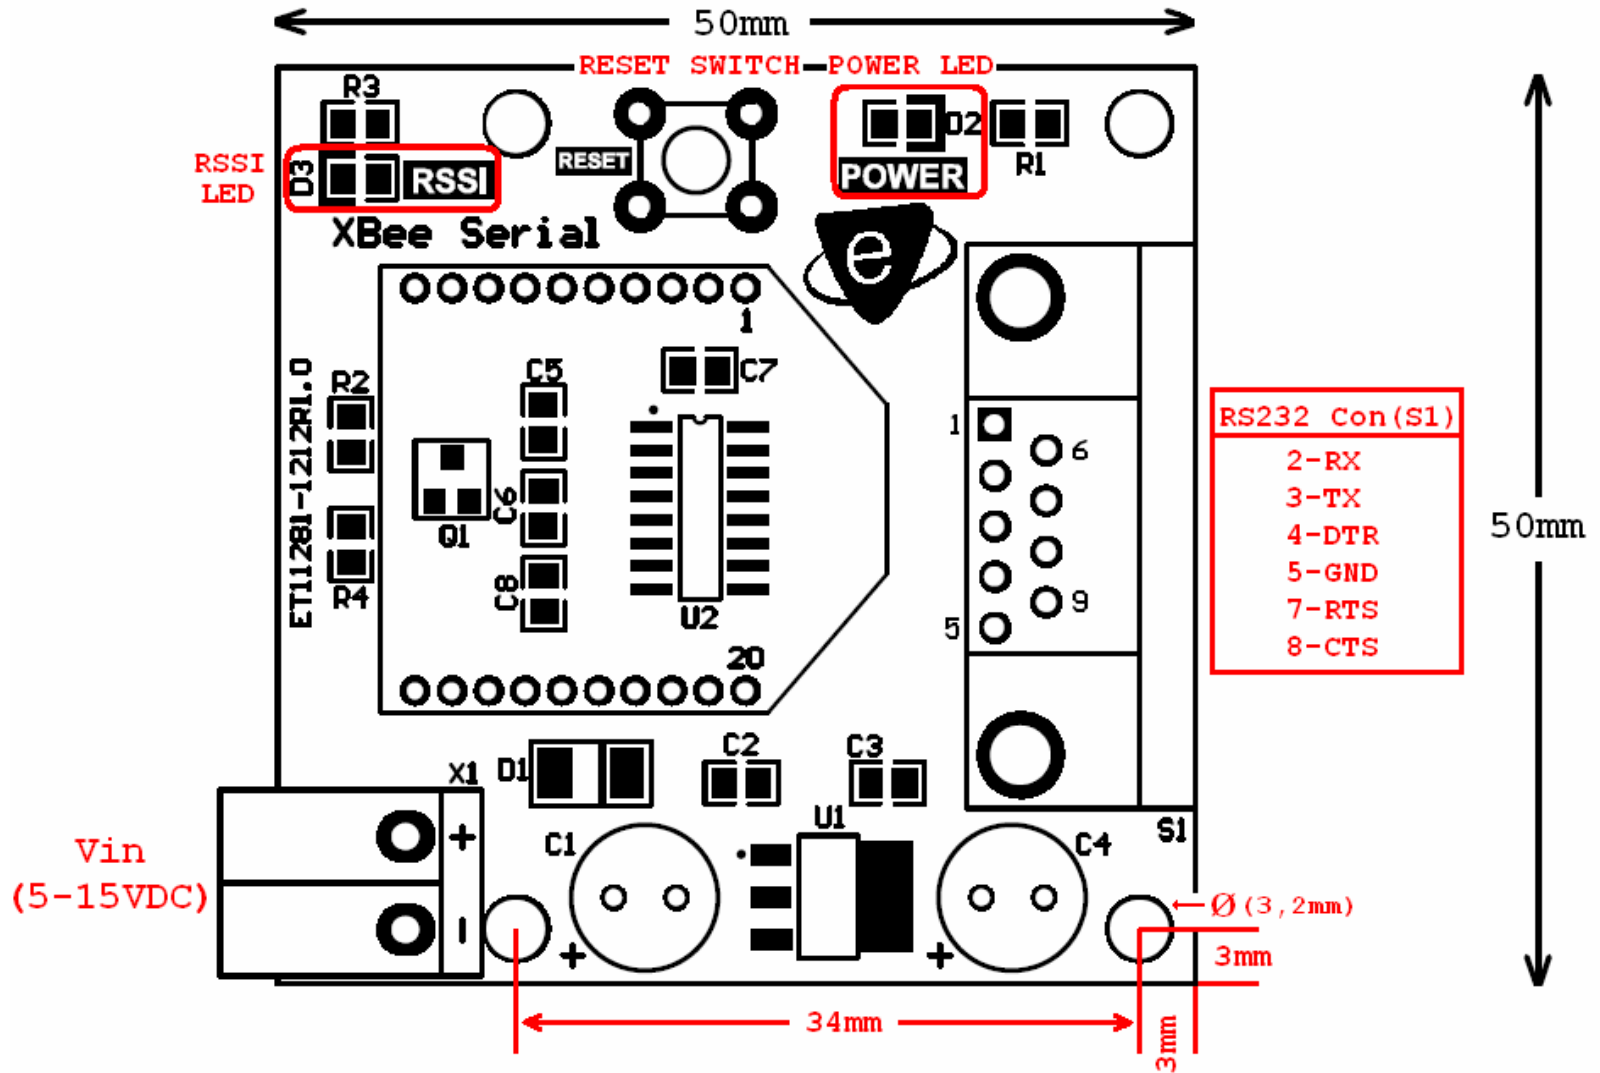 50mm
RESET SWITCH
POWER LED
R3
D2
R1
RESET
POWER
RSSI
LED
D3
RSSI
XBee Serial
e
1
C7
C5
R2
ET11281-1212R1.0
Q1
C6
C8
R4
U2
20
1
6
9
5
RS232 Con(S1)
2-RX
3-TX
4-DTR
5-GND
7-RTS
8-CTS
50mm
X1
D1
C2
C3
U1
S1
C1
C4
Vin
(5-15VDC)
+
-
+
+
Ø(3,2mm)
3mm
34mm
3mm